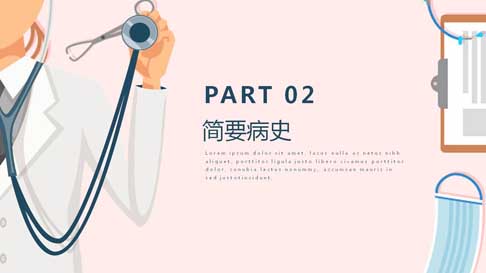 PART 02
简要病史
Lorem ipsum dolor sit amet, lacus nulla ac netus nibh
aliquet, porttitor ligula justo libero vivamus porttitor
dolor, conubia lectus nonummy, accumsan mauris in
sed justotincidunt.